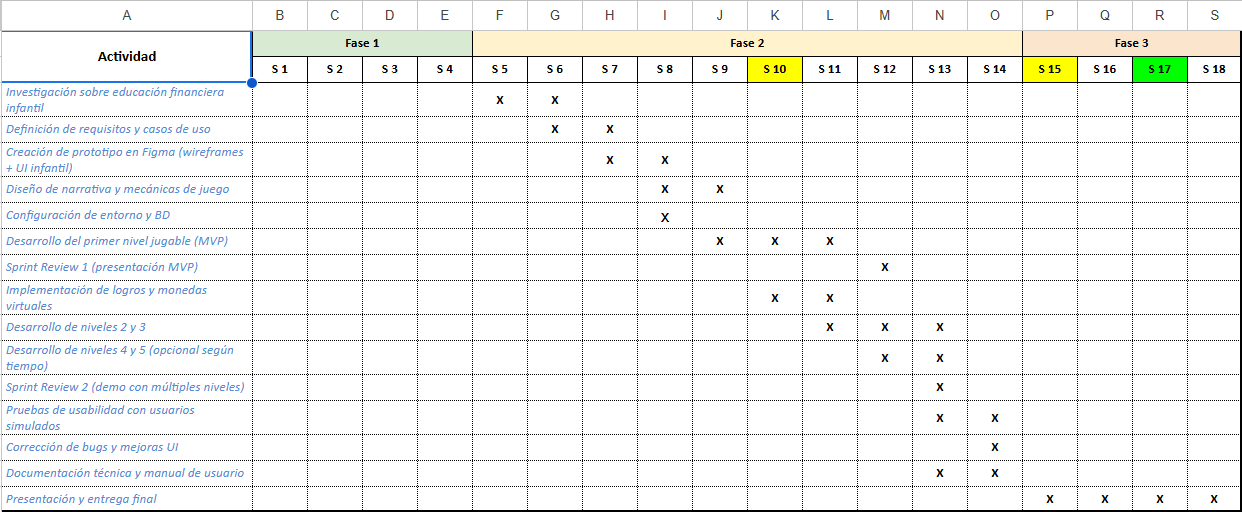 A B C D E F G H I J K L M N O P Q R S
Actividad
Fase 1 Fase 2 Fase 3
S 1 S 2 S 3 S 4 S 5 S 6 S 7 S 8 S 9 S 10 S 11 S 12 S 13 S 14 S 15 S 16 S 17 S 18
Investigación sobre educación financiera
infantil
X X
Definición de requisitos y casos de uso X X
Creación de prototipo en Figma (wireframes
+ UI infantil)
X X
Diseño de narrativa y mecánicas de juego X X
Configuración de entorno y BD X
Desarrollo del primer nivel jugable (MVP) X X X
Sprint Review 1 (presentación MVP) X
Implementación de logros y monedas
virtuales
X X
Desarrollo de niveles 2 y 3 X X X
Desarrollo de niveles 4 y 5 (opcional según
tiempo)
X X
Sprint Review 2 (demo con múltiples niveles) X
Pruebas de usabilidad con usuarios
simulados
X X
Corrección de bugs y mejoras UI X
Documentación técnica y manual de usuario X X
Presentación y entrega final X X X X